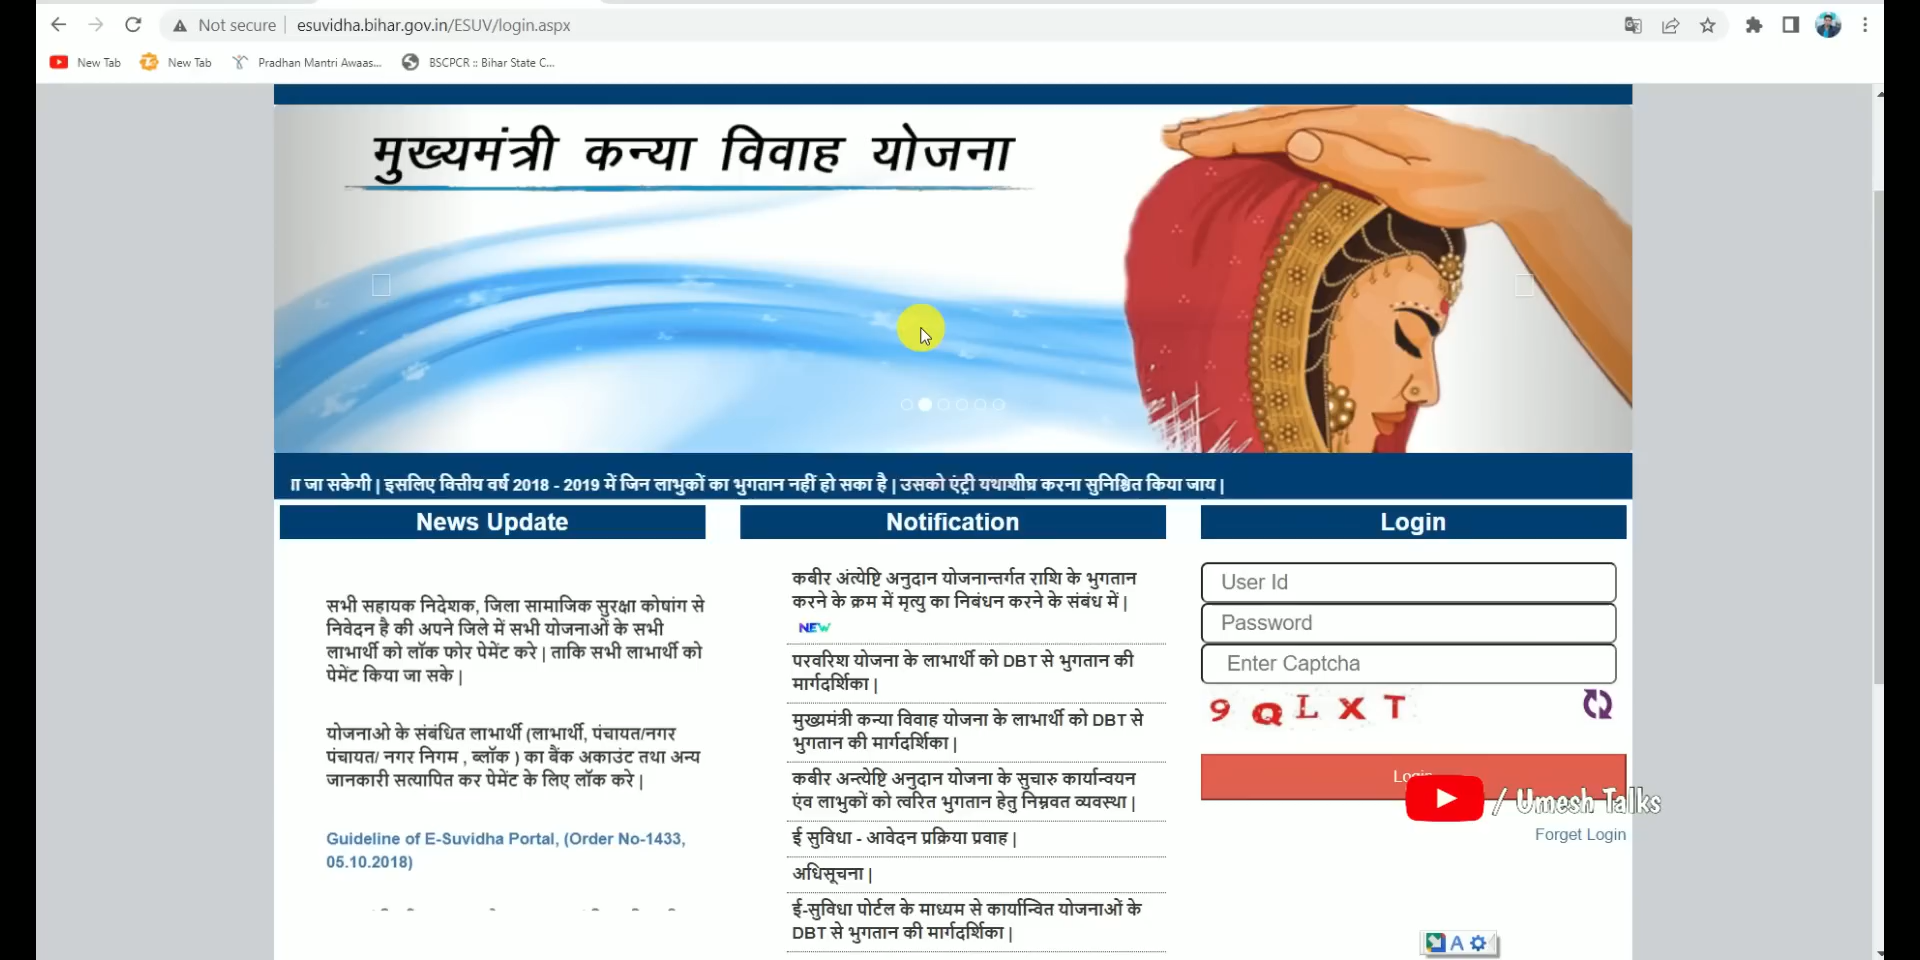 Not secure
esuvidha.bihar.gov.in/ESUV/login.aspx
New Tab
New Tab
Pradhan Mantri Awaas...
BSCPCR :: Bihar State C...
मुख्यमंत्री कन्या विवाह योजना
जा सकेगी | इसलिए वित्तीय वर्ष 2018 - 2019 में जिन लाभुकों का भुगतान नहीं हो सका है | उसको एंट्री यथाशीघ्र करना सुनिश्चित किया जाय |
News Update
सभी सहायक निदेशक, जिला सामाजिक सुरक्षा कोषांग से
निवेदन है की अपने जिले में सभी योजनाओं के सभी
लाभार्थी को लॉक फोर पेमेंट करे | ताकि सभी लाभार्थी को
पेमेंट किया जा सके |
योजनाओ के संबंधित लाभार्थी (लाभार्थी, पंचायत/नगर
पंचायत/ नगर निगम , ब्लॉक ) का बैंक अकाउंट तथा अन्य
जानकारी सत्यापित कर पेमेंट के लिए लॉक करे |
Guideline of E-Suvidha Portal, (Order No-1433,
05.10.2018)
Notification
कबीर अंत्येष्टि अनुदान योजनान्तर्गत राशि के भुगतान
करने के क्रम में मृत्यु का निबंधन करने के संबंध में |
NEW
परवरिश योजना के लाभार्थी को DBT से भुगतान की
मार्गदर्शिका |
मुख्यमंत्री कन्या विवाह योजना के लाभार्थी को DBT से
भुगतान की मार्गदर्शिका |
कबीर अन्त्येष्टि अनुदान योजना के सुचारु कार्यान्वयन
एंव लाभुकों को त्वरित भुगतान हेतु निम्नवत व्यवस्था |
ई सुविधा - आवेदन प्रक्रिया प्रवाह |
अधिसूचना |
ई-सुविधा पोर्टल के माध्यम से कार्यान्वित योजनाओं के
DBT से भुगतान की मार्गदर्शिका |
Login
User Id
Password
Enter Captcha
9 Q L X T
Login
/ Umesh Talks
Forget Login
A